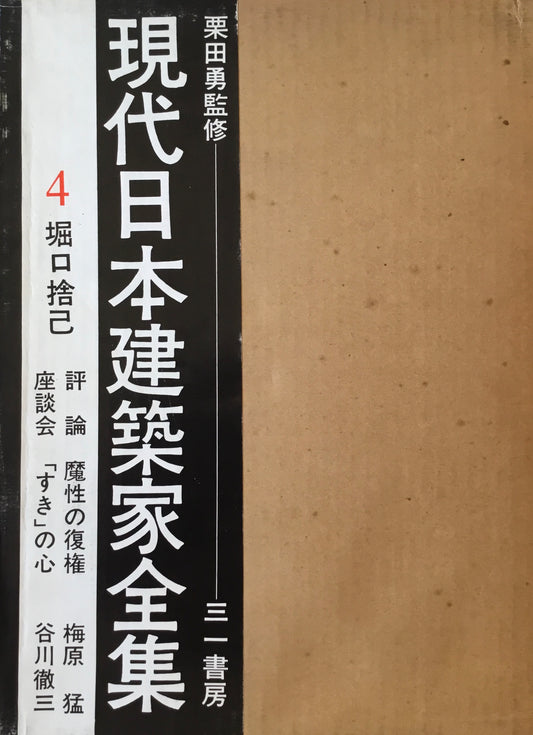 栗田勇監修 三一書房
現代日本建築家全集
4 堀口捨己
評論 魔性の復権 梅原猛
座談会 「すき」の心 谷川徹三